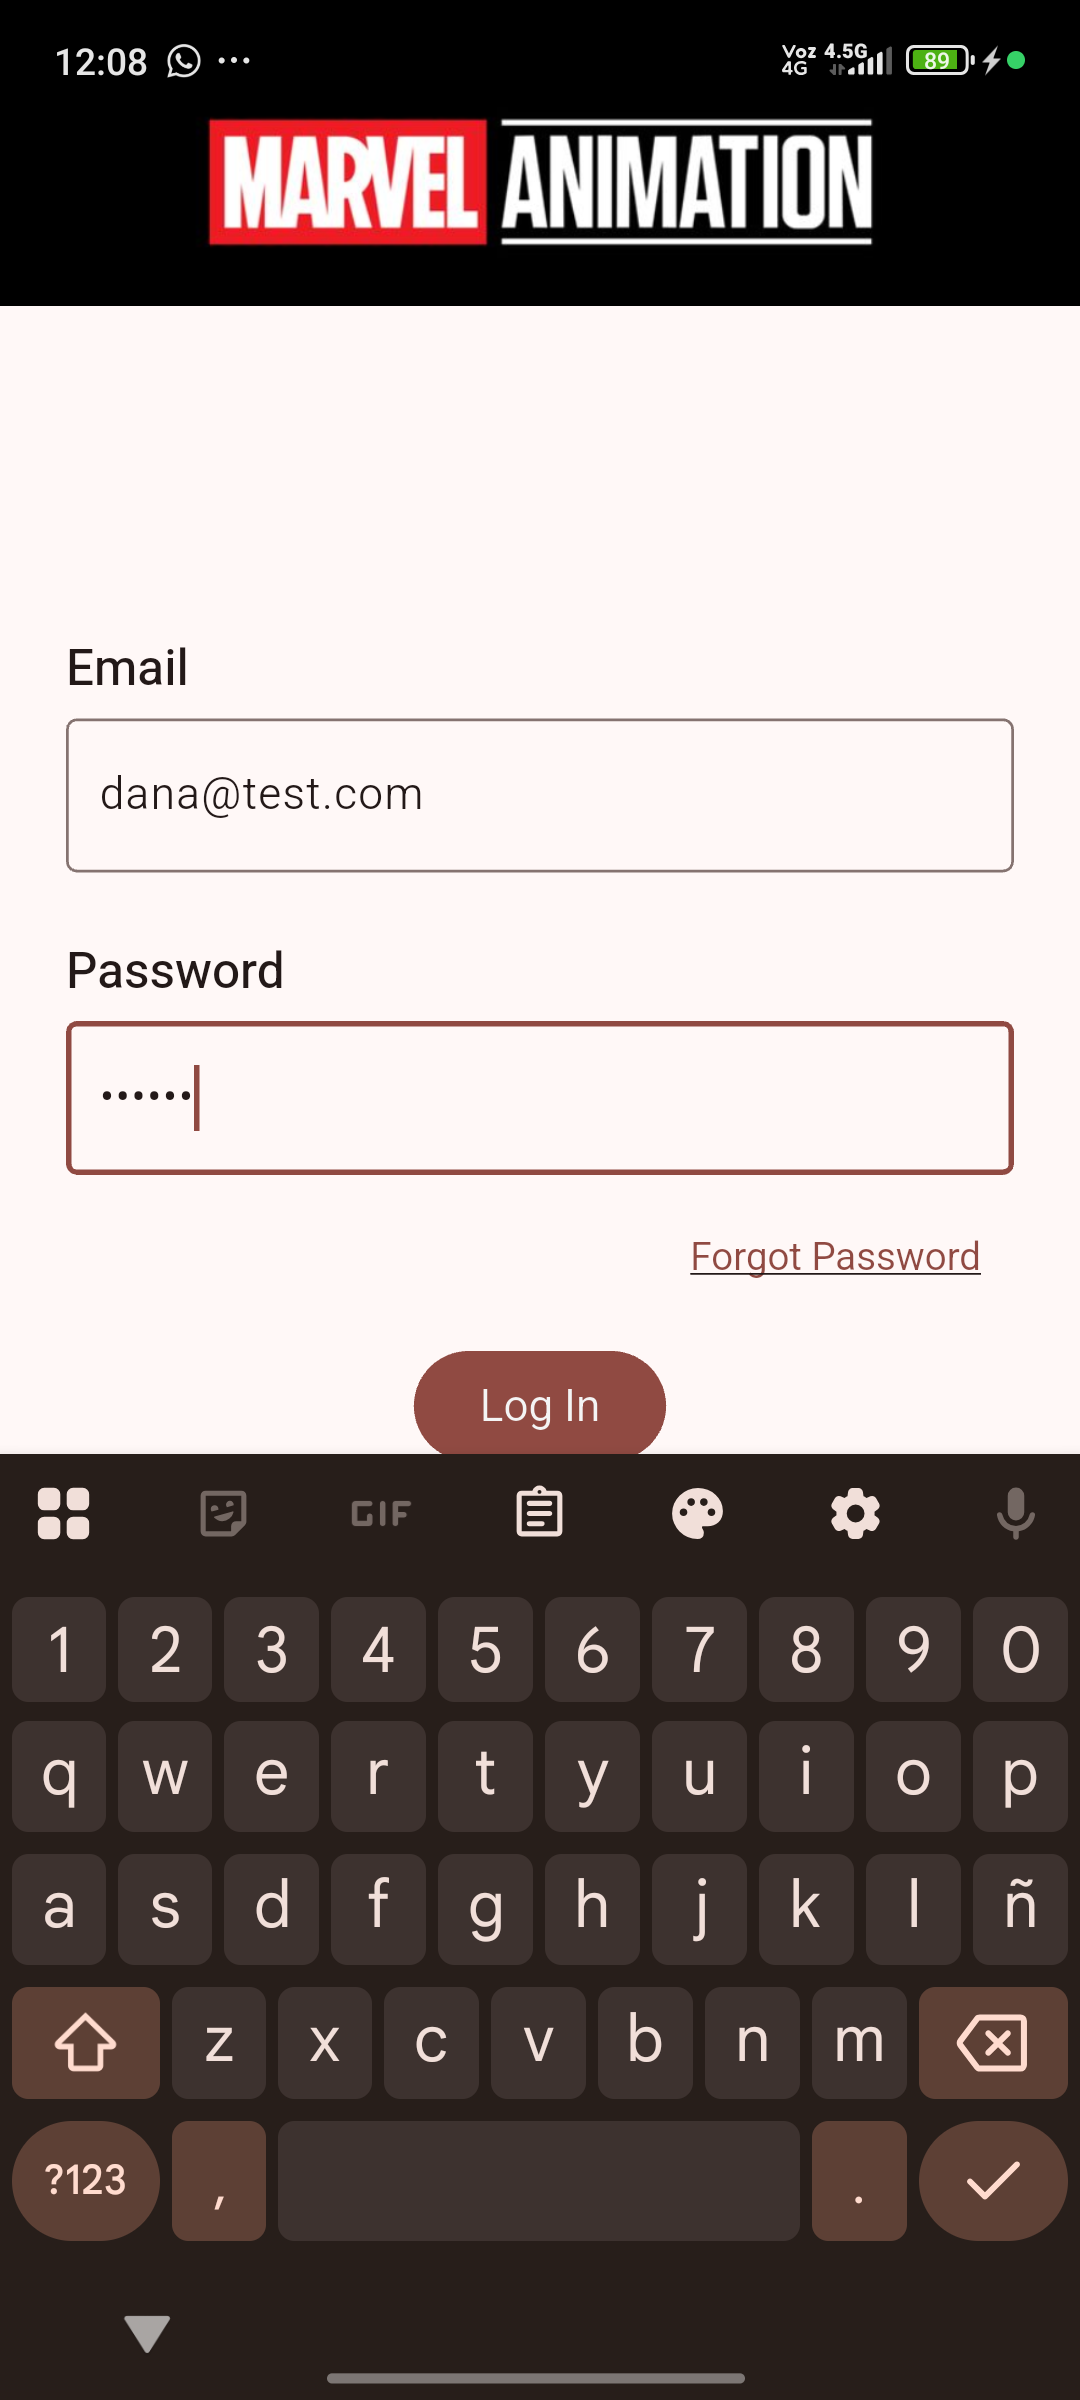 12:08 ... Voz 4G 4.5G 89
MARVEL ANIMATION
Email
dana@test.com
Password
••••••
Forgot Password
Log In
GIF
1 2 3 4 5 6 7 8 9 0
q w e r t y u i o p
a s d f g h j k l ñ
z x c v b n m
?123 , .